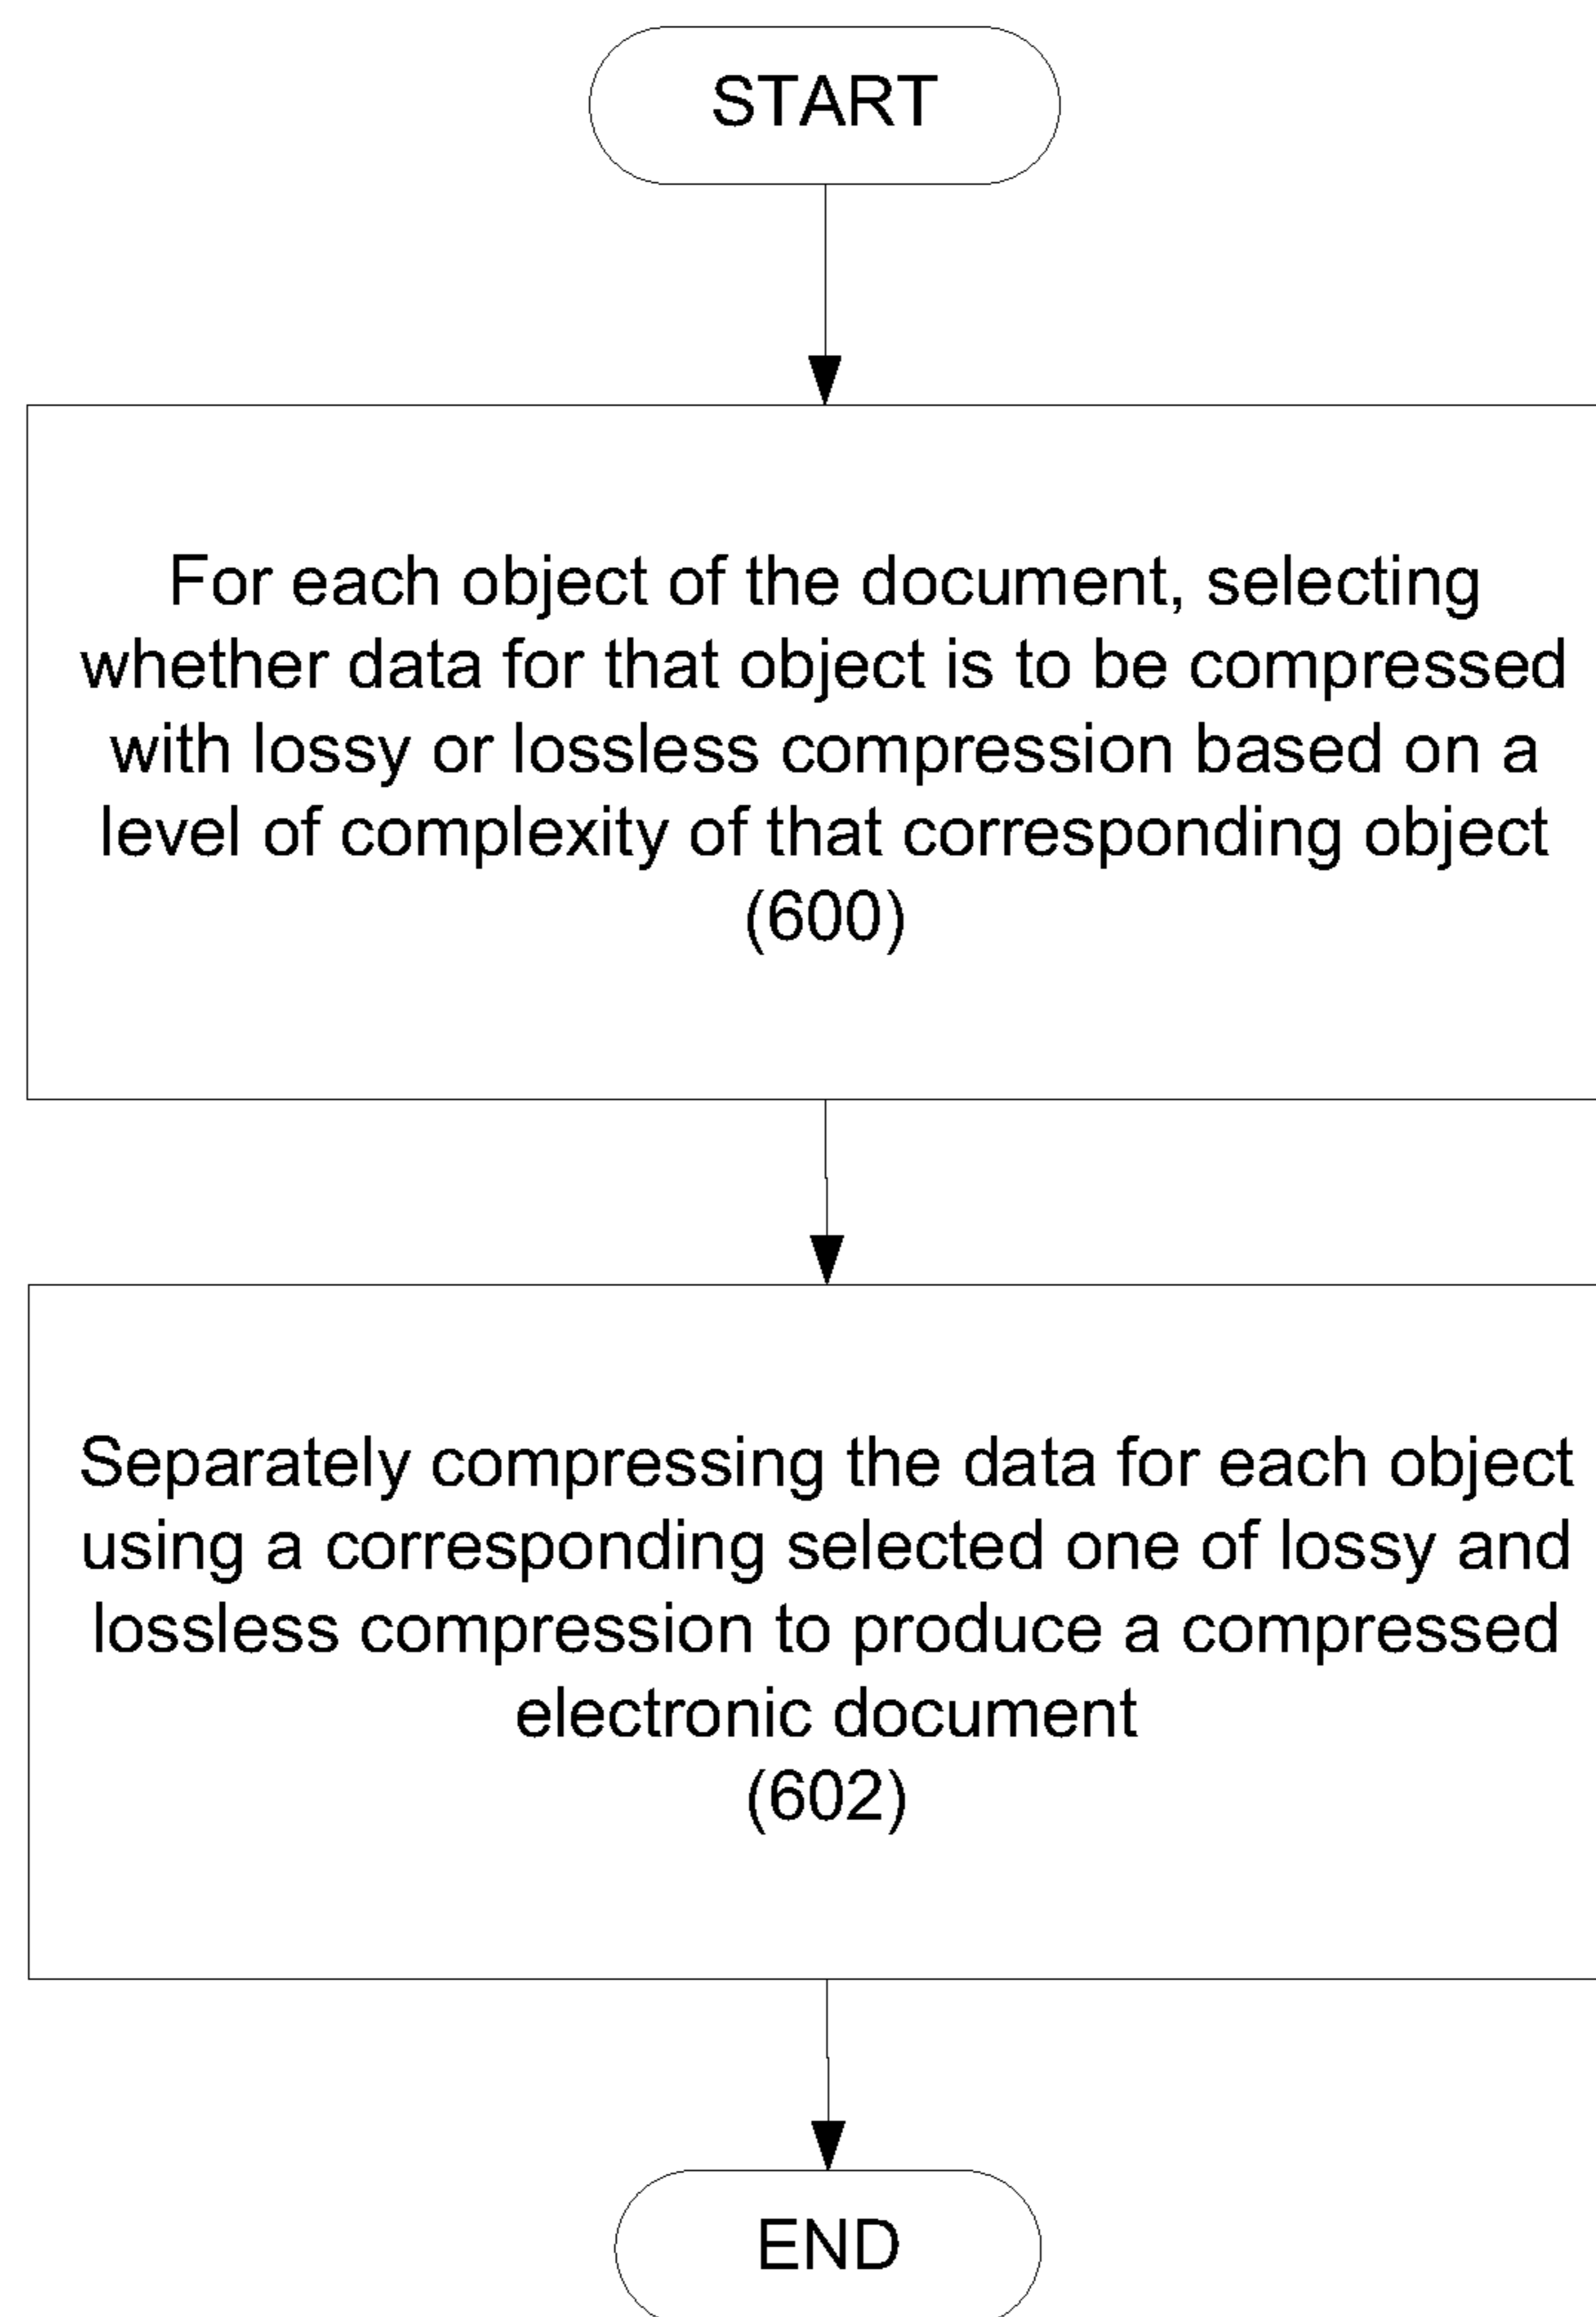 START
For each object of the document, selecting
whether data for that object is to be compressed
with lossy or lossless compression based on a
level of complexity of that corresponding object
(600)
Separately compressing the data for each object
using a corresponding selected one of lossy and
lossless compression to produce a compressed
electronic document
(602)
END